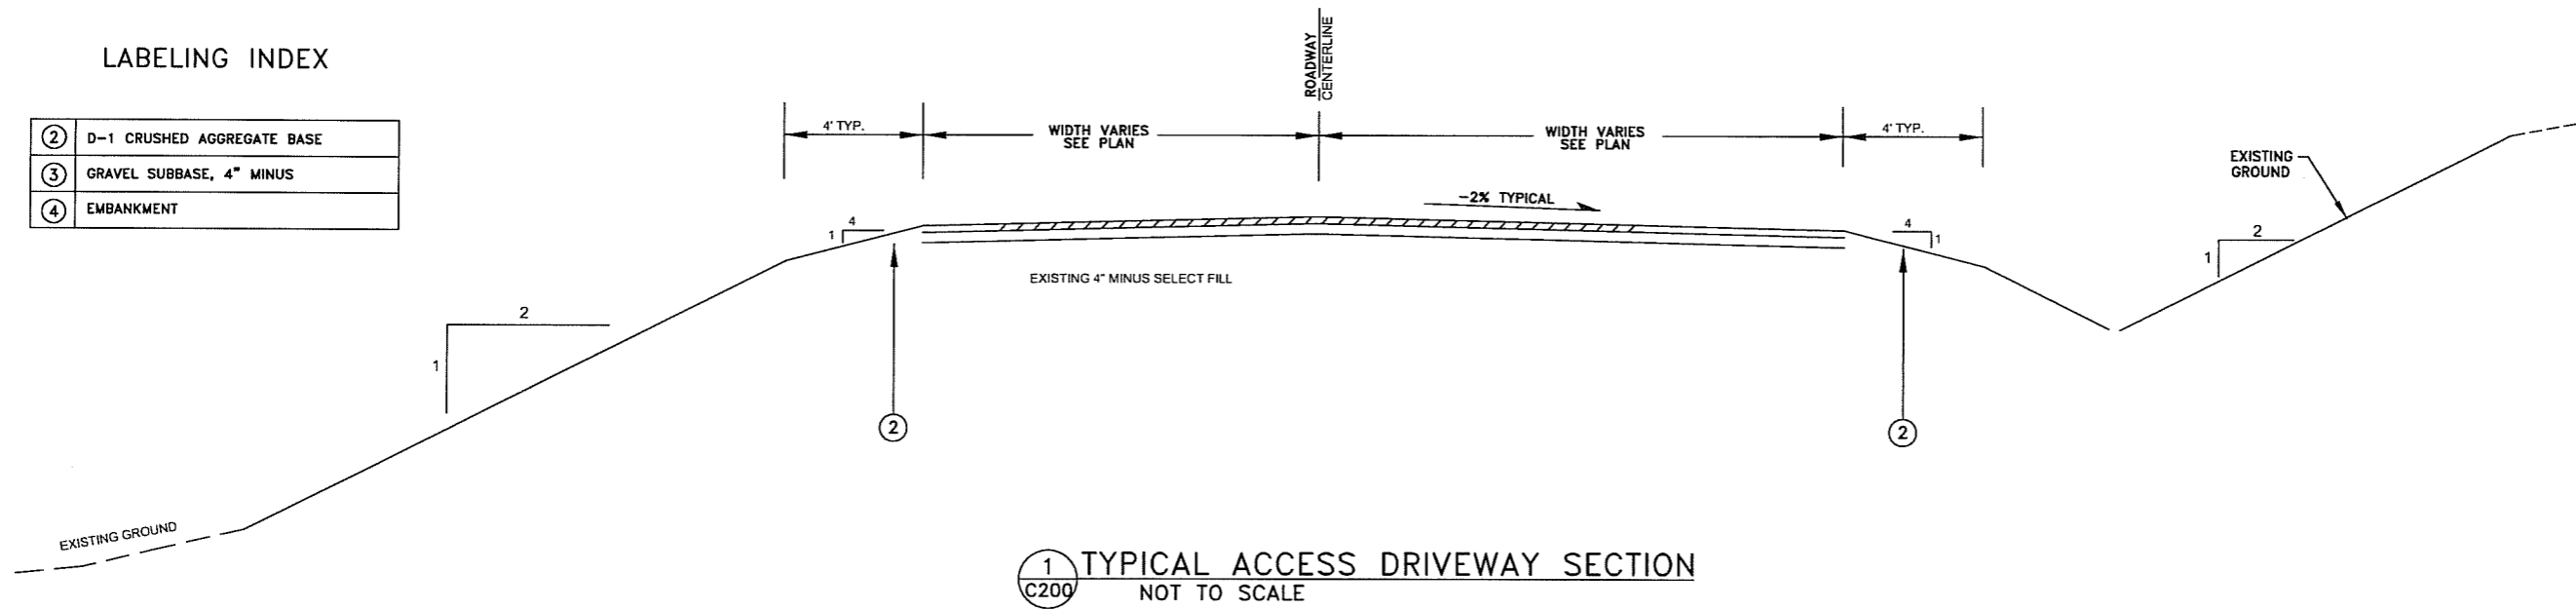 LABELING INDEX
2 D-1 CRUSHED AGGREGATE BASE
3 GRAVEL SUBBASE, 4" MINUS
4 EMBANKMENT
ROADWAY
CENTERLINE
4' TYP.
WIDTH VARIES
SEE PLAN
WIDTH VARIES
SEE PLAN
4' TYP.
EXISTING
GROUND
-2% TYPICAL
4
1
4
1
2
1
EXISTING 4" MINUS SELECT FILL
2
1
2
2
EXISTING GROUND
1
C200
TYPICAL ACCESS DRIVEWAY SECTION
NOT TO SCALE